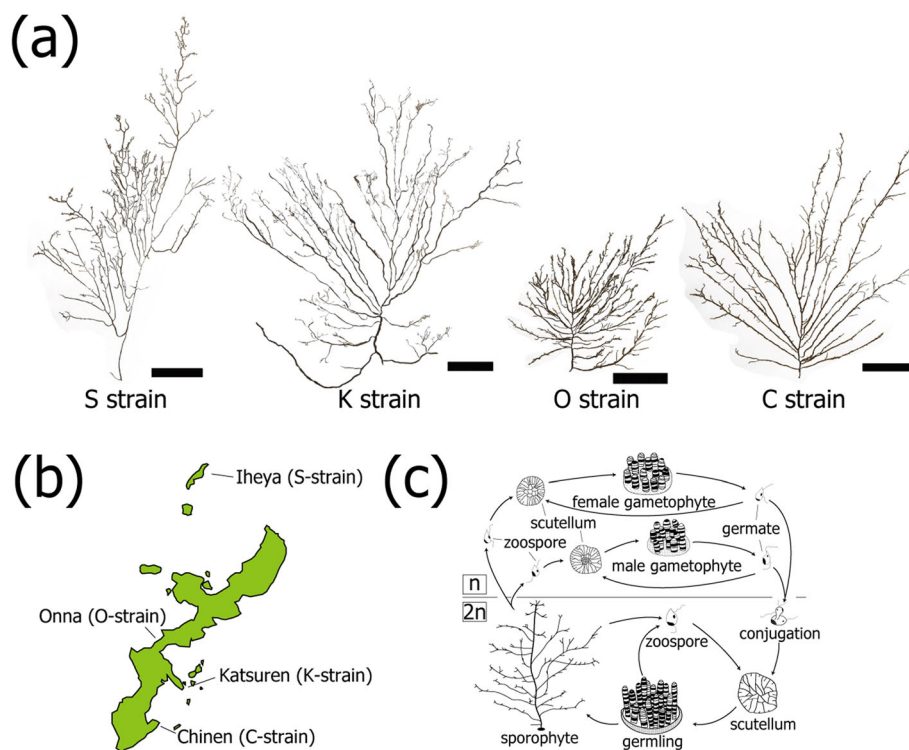 (a)
S strain
K strain
O strain
C strain
(b)
Iheya (S-strain)
Onna (O-strain)
Katsuren (K-strain)
Chinen (C-strain)
(c)
female gametophyte
scutellum
zoospore
germate
male gametophyte
n
2n
zoospore
conjugation
sporophyte
germling
scutellum